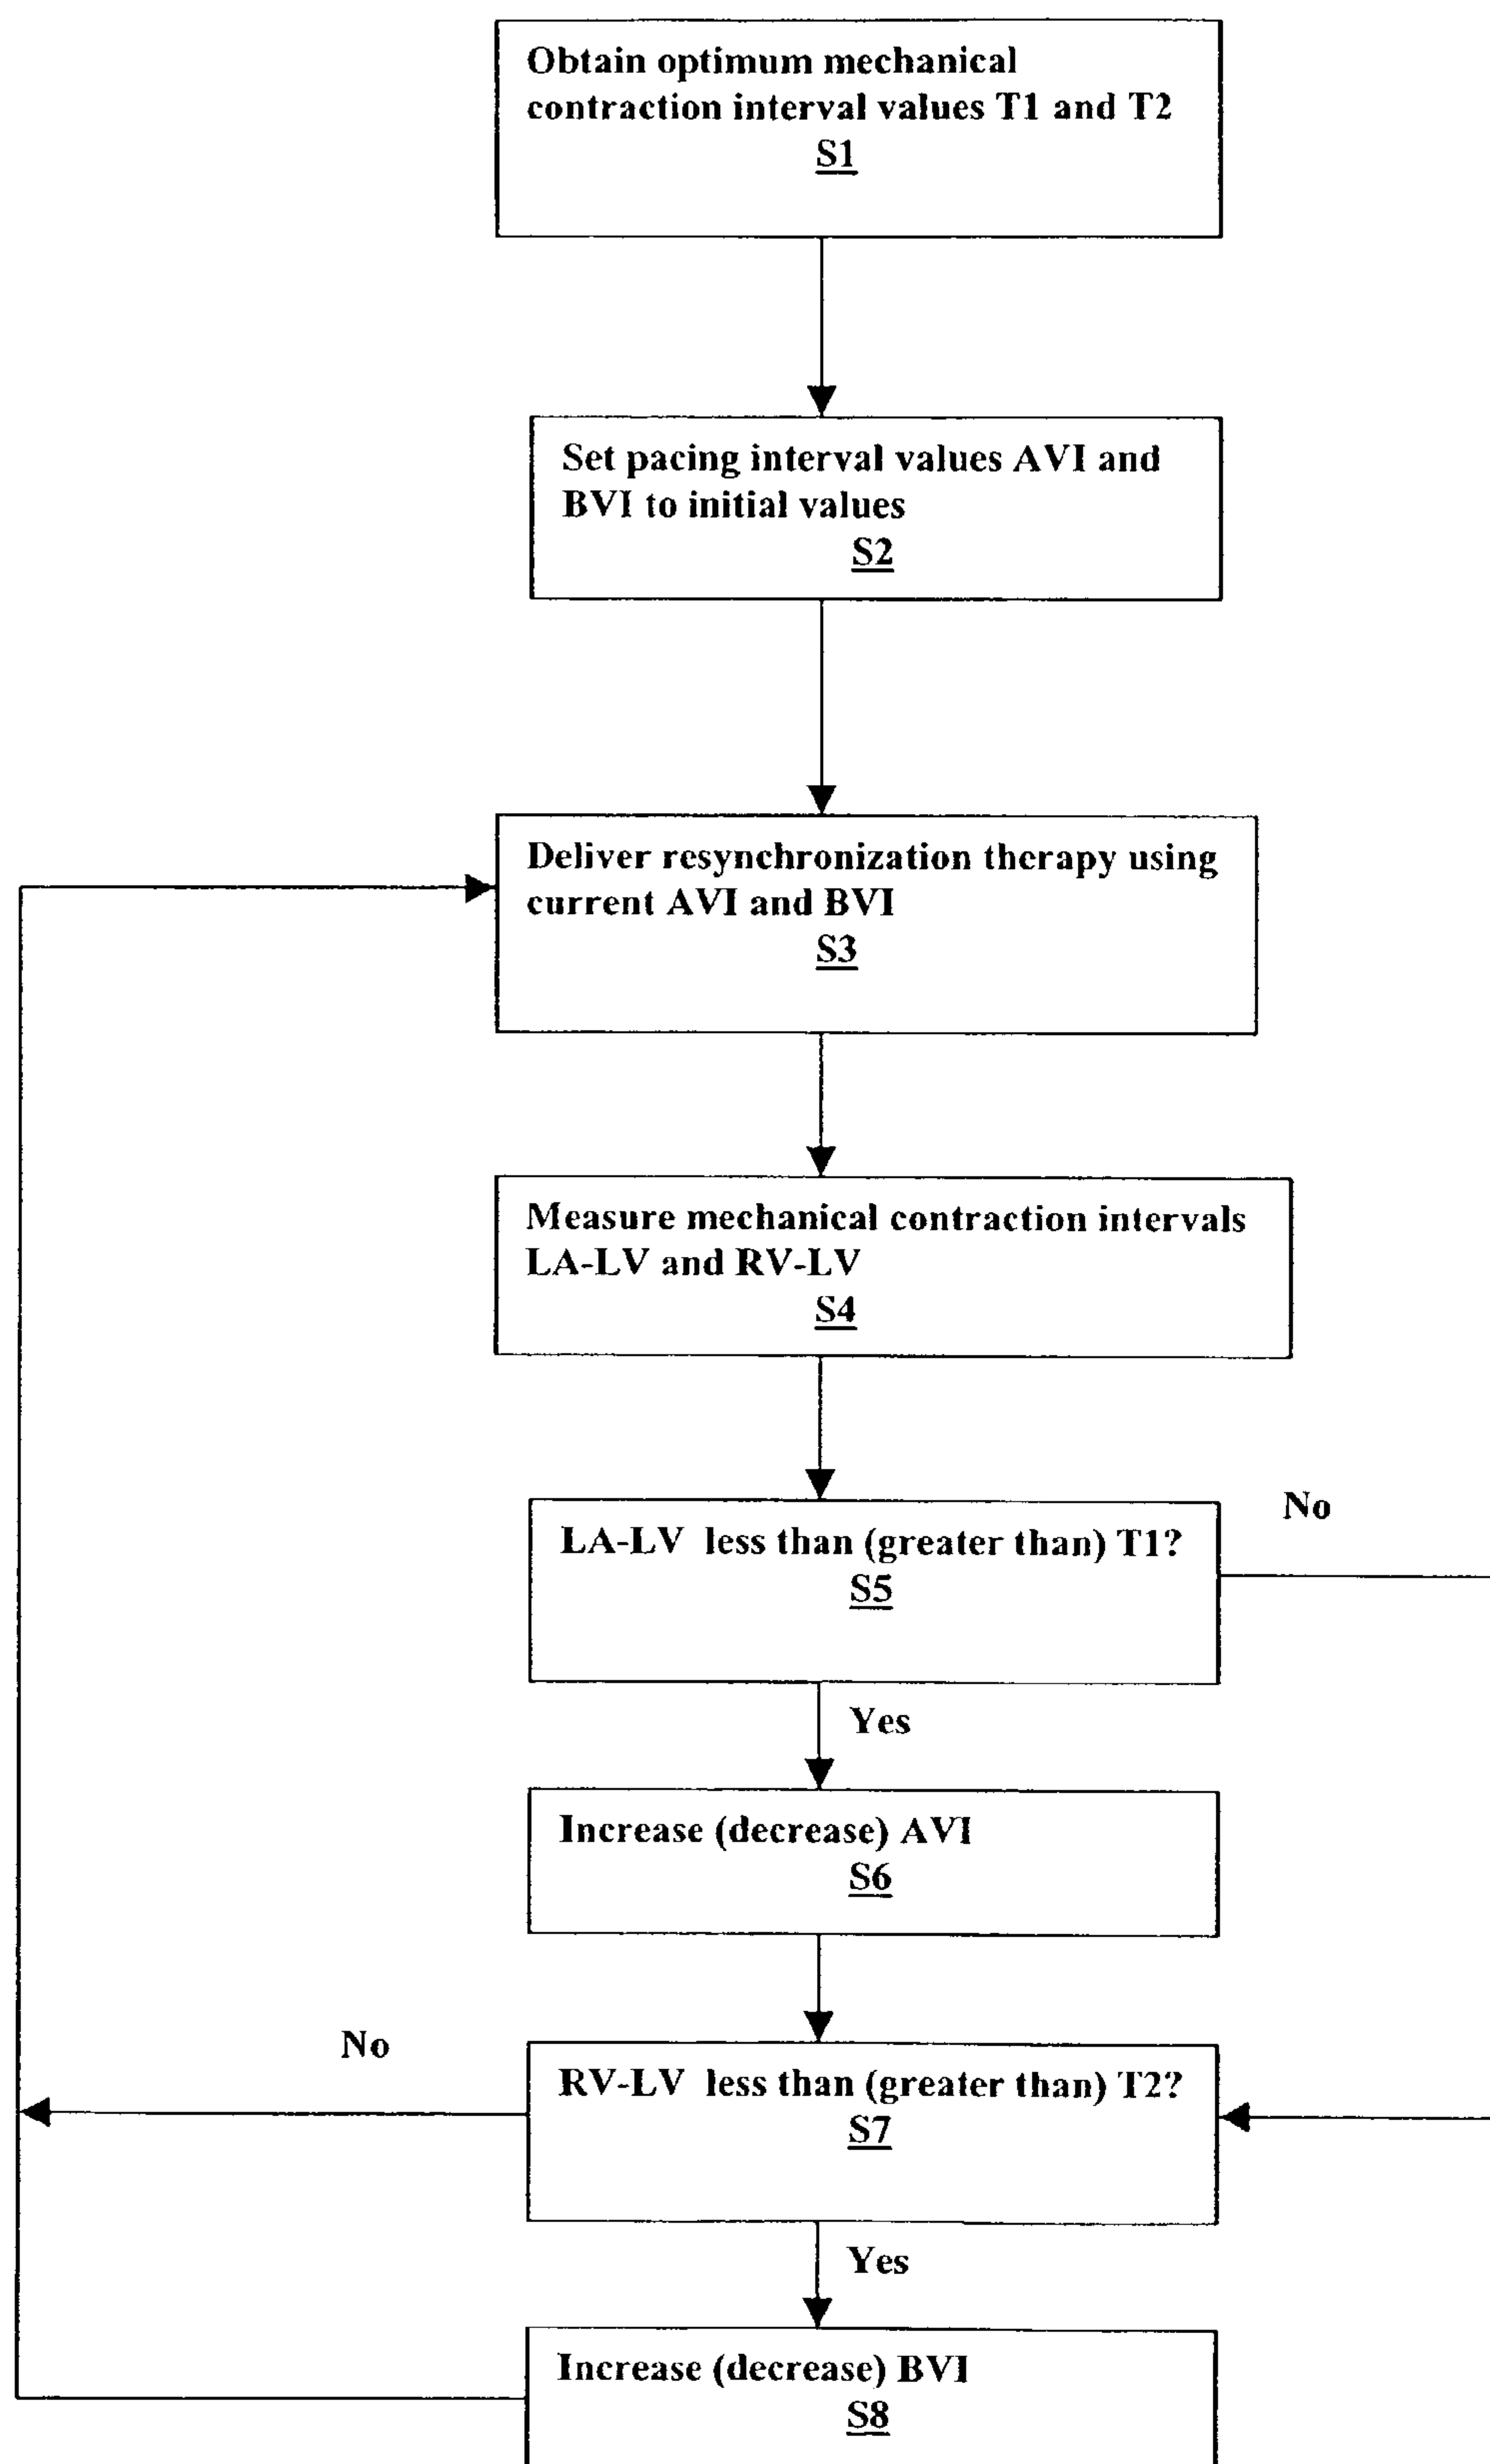 Obtain optimum mechanical
contraction interval values T1 and T2
S1
Set pacing interval values AVI and
BVI to initial values
S2
Deliver resynchronization therapy using
current AVI and BVI
S3
Measure mechanical contraction intervals
LA-LV and RV-LV
S4
No
LA-LV less than (greater than) T1?
S5
Yes
Increase (decrease) AVI
S6
No
RV-LV less than (greater than) T2?
S7
Yes
Increase (decrease) BVI
S8